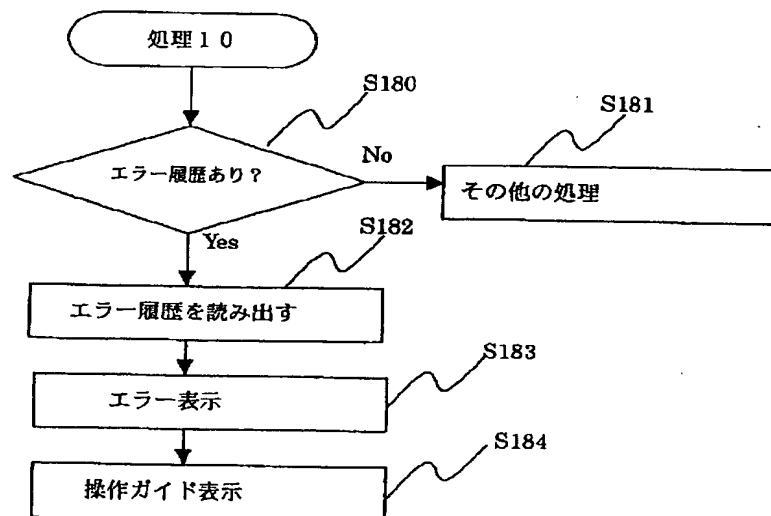 処理１０
S180
S181
エラー履歴あり？
No
その他の処理
Yes
S182
エラー履歴を読み出す
S183
エラー表示
S184
操作ガイド表示